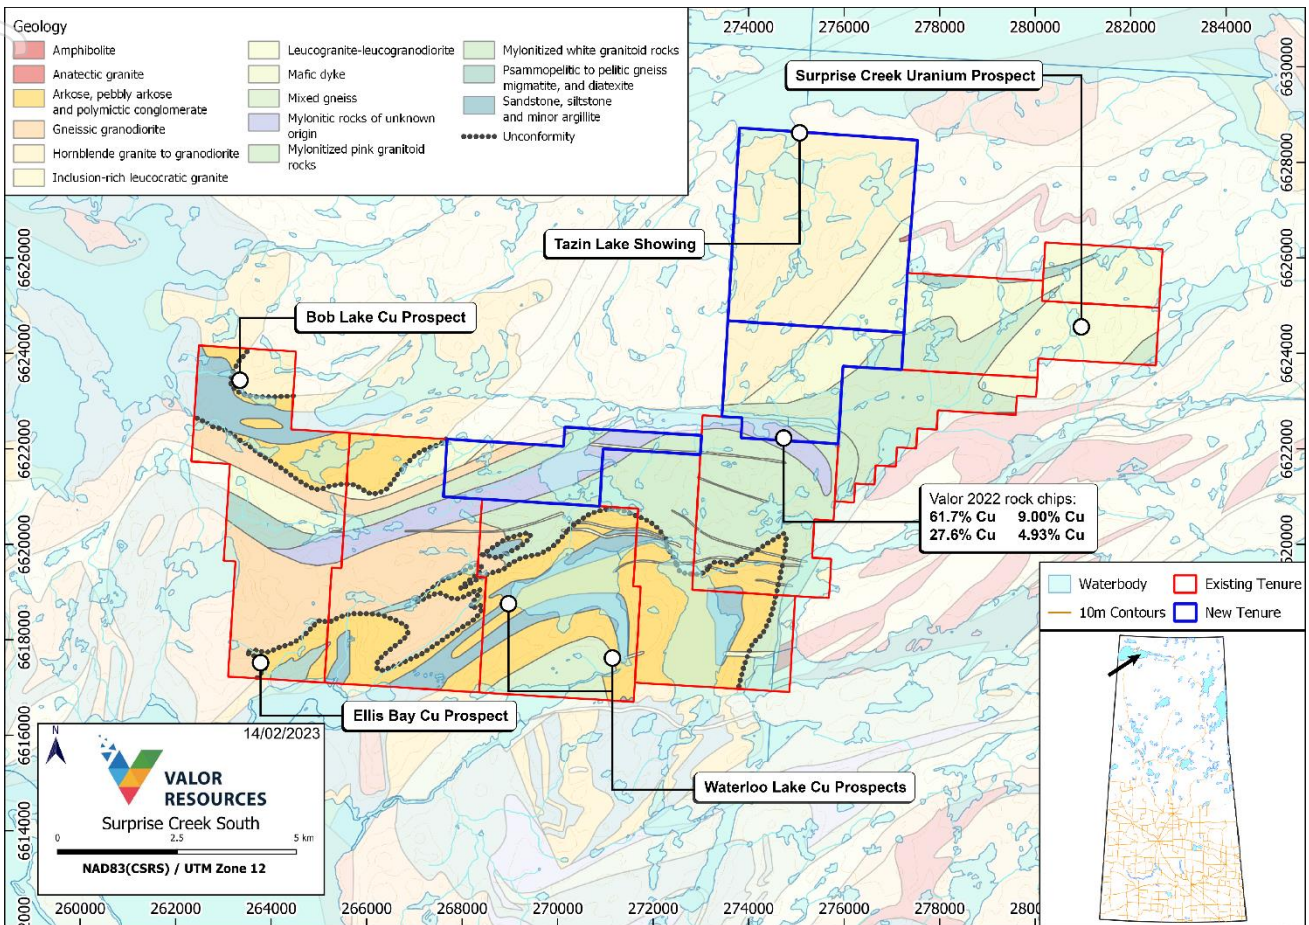 Geology
Amphibolite
Anatectic granite
Arkose, pebbly arkose
and polymictic conglomerate
Gneissic granodiorite
Hornblende granite to granodiorite
Inclusion-rich leucocratic granite
Leucogranite-leucogranodiorite
Mafic dyke
Mixed gneiss
Mylonitic rocks of unknown
origin
Mylonitized pink granitoid
rocks
Mylonitized white granitoid rocks
Psammopelitic to pelitic gneiss
migmatite, and diatexite
Sandstone, siltstone
and minor argillite
Unconformity
274000 276000 278000 280000 282000 284000
6630000
6628000
6626000
6624000
6622000
6620000
Surprise Creek Uranium Prospect
Tazin Lake Showing
6626000
6624000
6622000
6620000
6618000
6616000
6614000
Bob Lake Cu Prospect
Valor 2022 rock chips:
61.7% Cu 9.00% Cu
27.6% Cu 4.93% Cu
Waterbody Existing Tenure
10m Contours New Tenure
Ellis Bay Cu Prospect
Waterloo Lake Cu Prospects
N
14/02/2023
VALOR
RESOURCES
Surprise Creek South
0 2.5 5 km
NAD83(CSRS) / UTM Zone 12
260000 262000 264000 266000 268000 270000 272000 274000 276000 278000